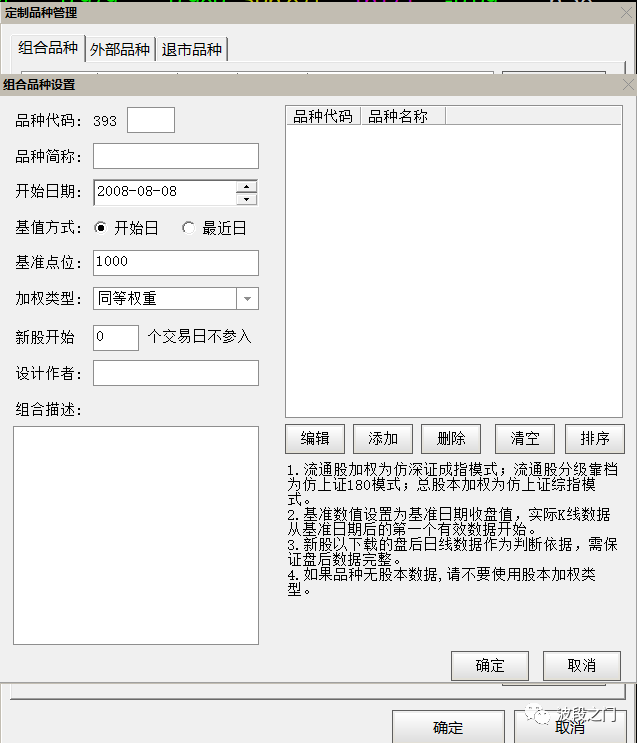 定制品种管理
组合品种 外部品种 退市品种
组合品种设置
品种代码: 393
品种代码 品种名称
品种简称:
开始日期: 2008-08-08
基值方式: 开始日 最近日
基准点位: 1000
加权类型: 同等权重
新股开始 0 个交易日不参入
设计作者:
组合描述:
编辑 添加 删除 清空 排序
1.流通股加权为仿深证成指模式;流通股分级靠档
为仿上证180模式;总股本加权为仿上证综指模
式。
2.基准数值设置为基准日期收盘值,实际K线数据
从基准日期后的第一个有效数据开始。
3.新股以下载的盘后日线数据作为判断依据,需保
证盘后数据完整。
4.如果品种无股本数据,请不要使用股本加权类
型。
确定 取消
确定 取消
波段之门